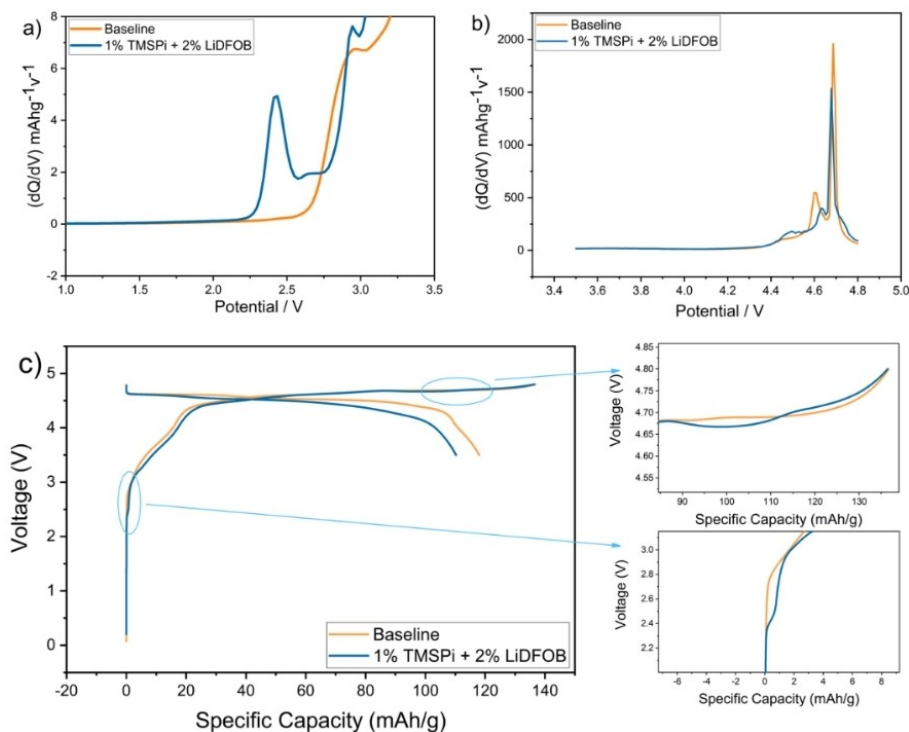 a)
Baseline
1% TMSPi + 2% LiDFOB
(dQ/dV) mAhg-1v-1
8
6
4
2
0
-2
1.0 1.5 2.0 2.5 3.0 3.5
Potential / V
b)
Baseline
1% TMSPi + 2% LiDFOB
(dQ/dV) mAhg-1v-1
2000
1500
1000
500
0
3.4 3.6 3.8 4.0 4.2 4.4 4.6 4.8 5.0
Potential / V
c)
Voltage (V)
5
4
3
2
1
0
-20 0 20 40 60 80 100 120 140
Specific Capacity (mAh/g)
Baseline
1% TMSPi + 2% LiDFOB
Voltage (V)
4.85
4.80
4.75
4.70
4.65
4.60
4.55
90 100 110 120 130
Specific Capacity (mAh/g)
Voltage (V)
3.0
2.8
2.6
2.4
2.2
-6 -4 -2 0 2 4 6 8
Specific Capacity (mAh/g)